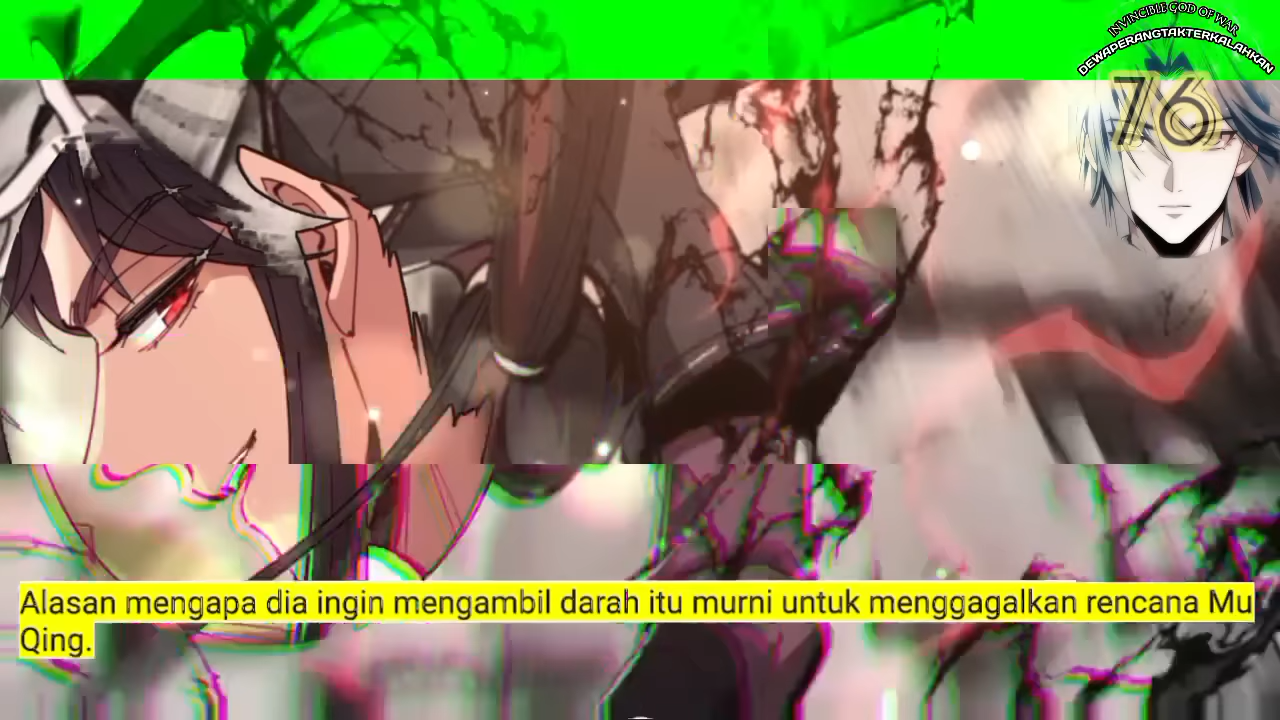 INVINCIBLE GOD OF WAR
DEWAPERANGTAKTERKALAHKAN
76
Alasan mengapa dia ingin mengambil darah itu murni untuk menggagalkan rencana Mu
Qing.